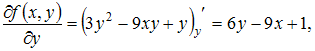 ∂f(x, y)/∂y = (3y² − 9xy + y)′_y = 6y − 9x + 1,